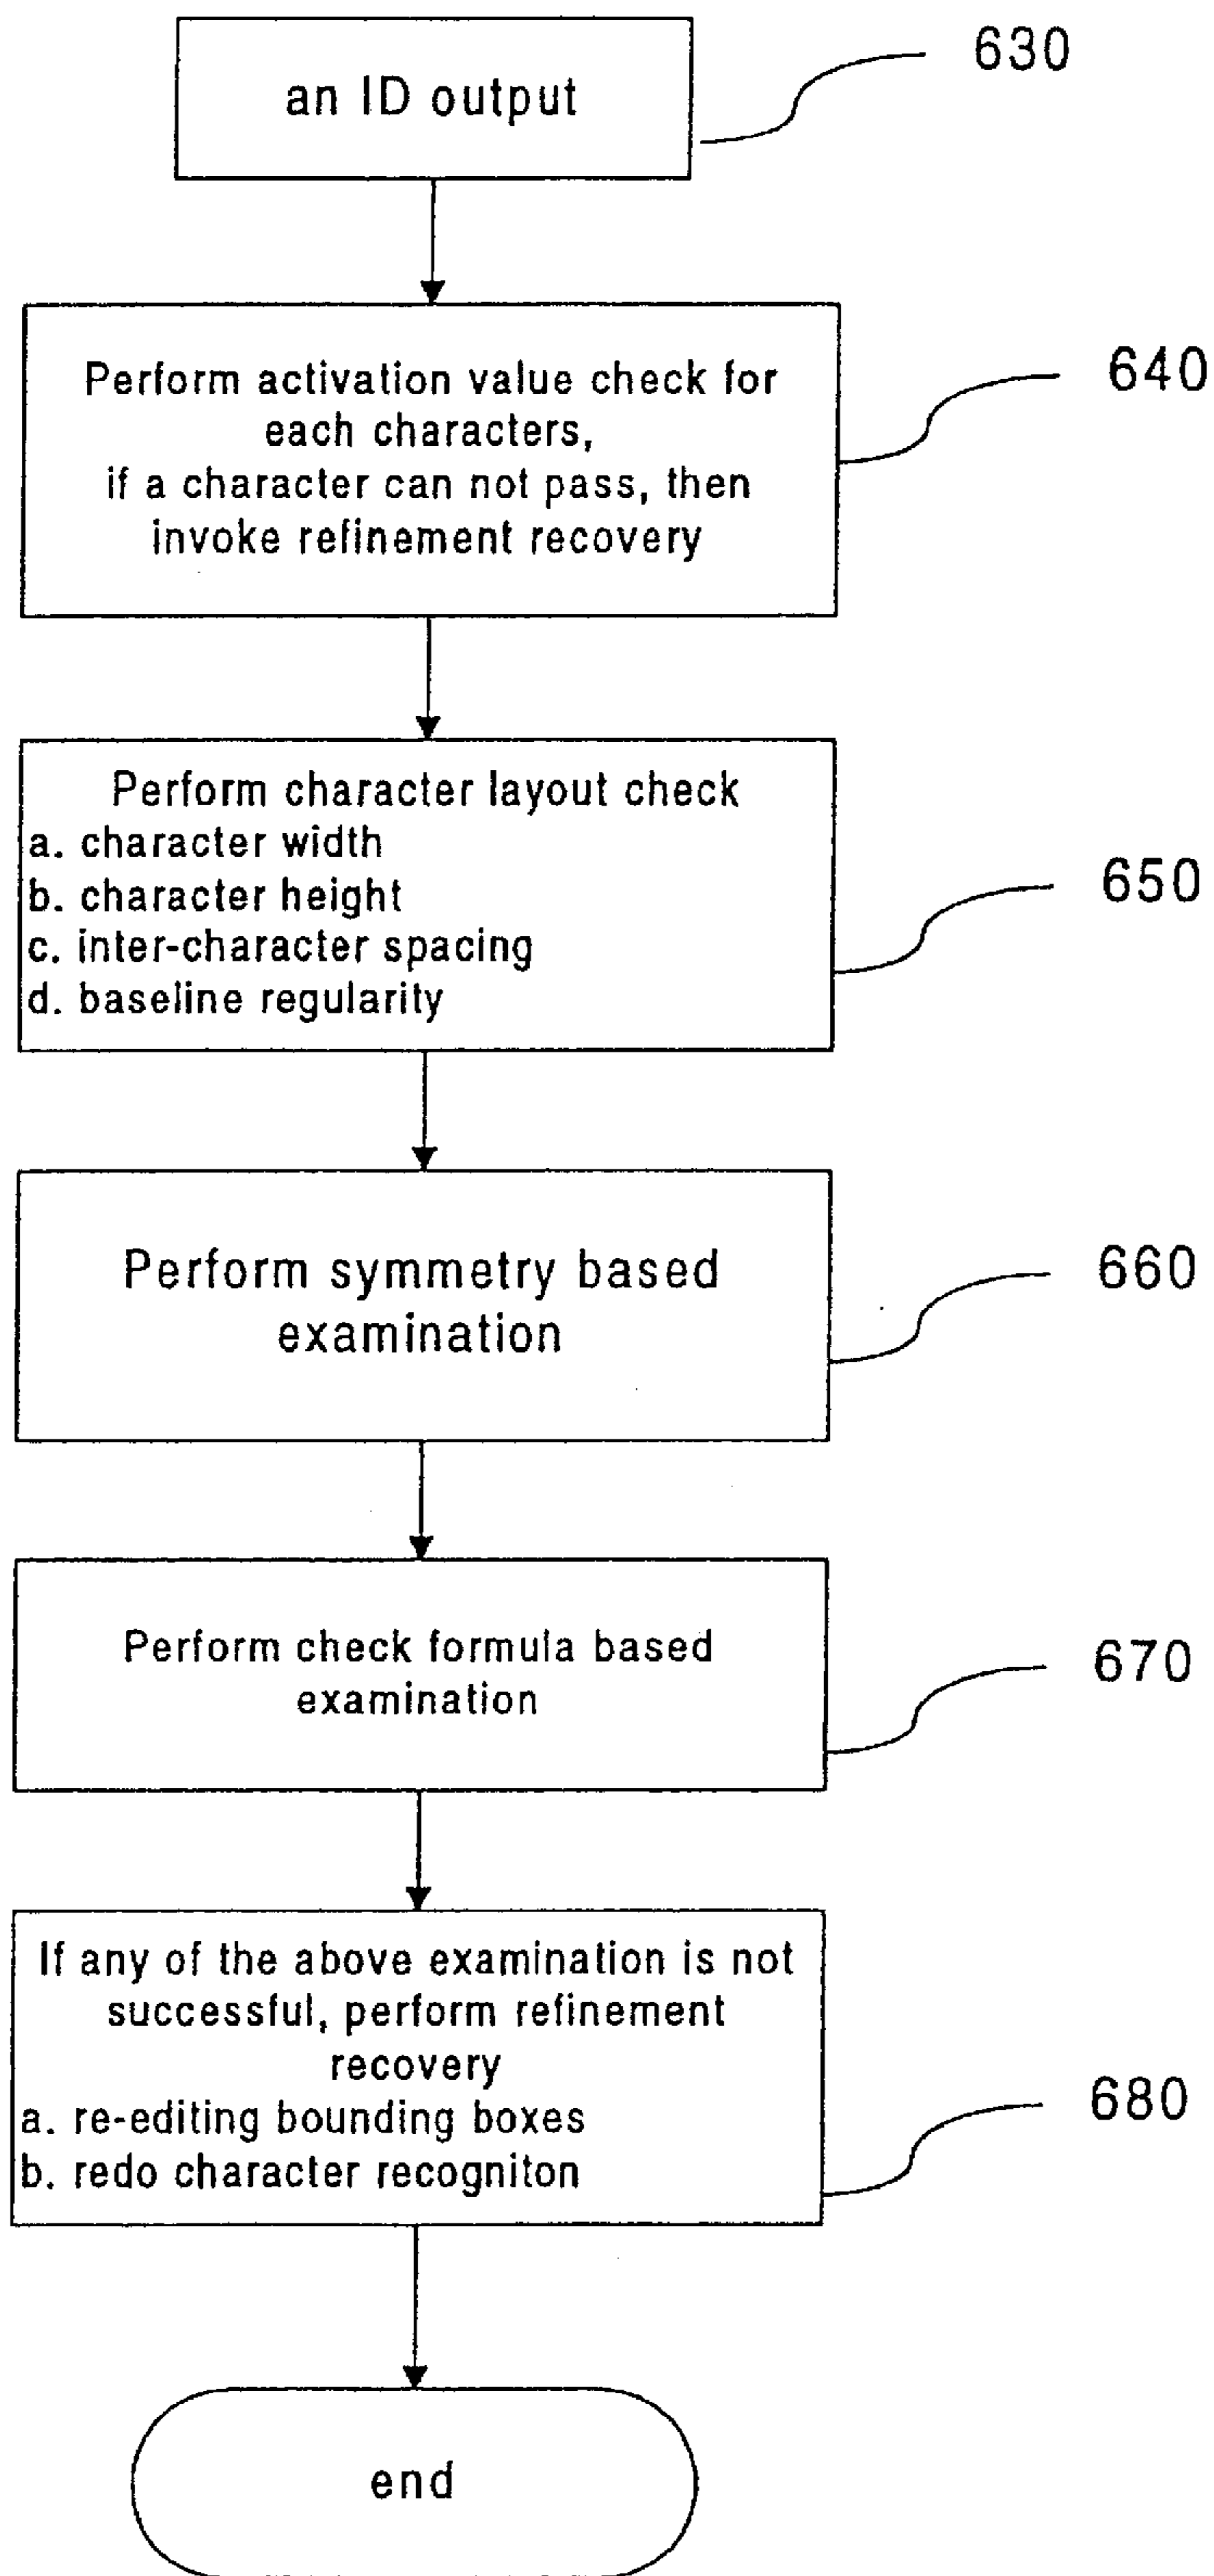 an ID output
630
Perform activation value check for
each characters,
if a character can not pass, then
invoke refinement recovery
640
Perform character layout check
a. character width
b. character height
c. inter-character spacing
d. baseline regularity
650
Perform symmetry based
examination
660
Perform check formula based
examination
670
If any of the above examination is not
successful, perform refinement
recovery
a. re-editing bounding boxes
b. redo character recogniton
680
end